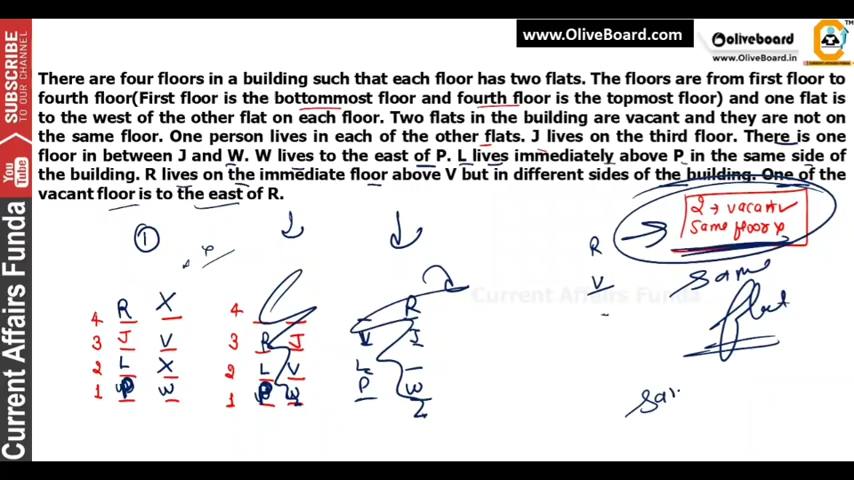 www.OliveBoard.com
oliveboard
www.OliveBoard.in
SUBSCRIBE
TO OUR CHANNEL
You Tube
Current Affairs Funda
There are four floors in a building such that each floor has two flats. The floors are from first floor to
fourth floor(First floor is the bottommost floor and fourth floor is the topmost floor) and one flat is
to the west of the other flat on each floor. Two flats in the building are vacant and they are not on
the same floor. One person lives in each of the other flats. J lives on the third floor. There is one
floor in between J and W. W lives to the east of P. L lives immediately above P in the same side of
the building. R lives on the immediate floor above V but in different sides of the building. One of the
vacant floor is to the east of R.
2 → vacant
same floor
1
R
V
same
Current Affairs Funda
4 R X 4 R
3 J V 3 R J V J
2 L X 2 L V L
1 P W 1 P W P W